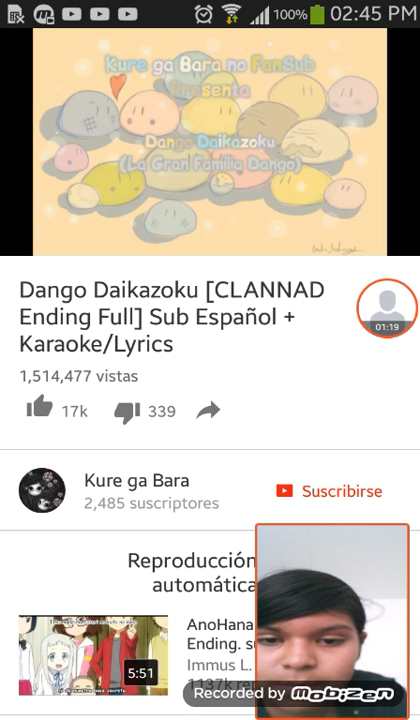 100% 02:45 PM
Kure ga Bara no FanSub
Presenta
Dango Daikazoku
(La Gran Familia Dango)
Dango Daikazoku [CLANNAD
Ending Full] Sub Español +
Karaoke/Lyrics
01:19
1,514,477 vistas
17k 339
Kure ga Bara
2,485 suscriptores
Suscribirse
Reproducción
automática
AnoHana
Ending. s
Immus L.
5:51
Recorded by mobizen